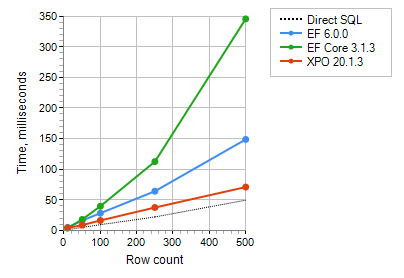 350
300
250
200
150
100
50
0
Time, milliseconds
0 100 200 300 400 500
Row count
Direct SQL
EF 6.0.0
EF Core 3.1.3
XPO 20.1.3